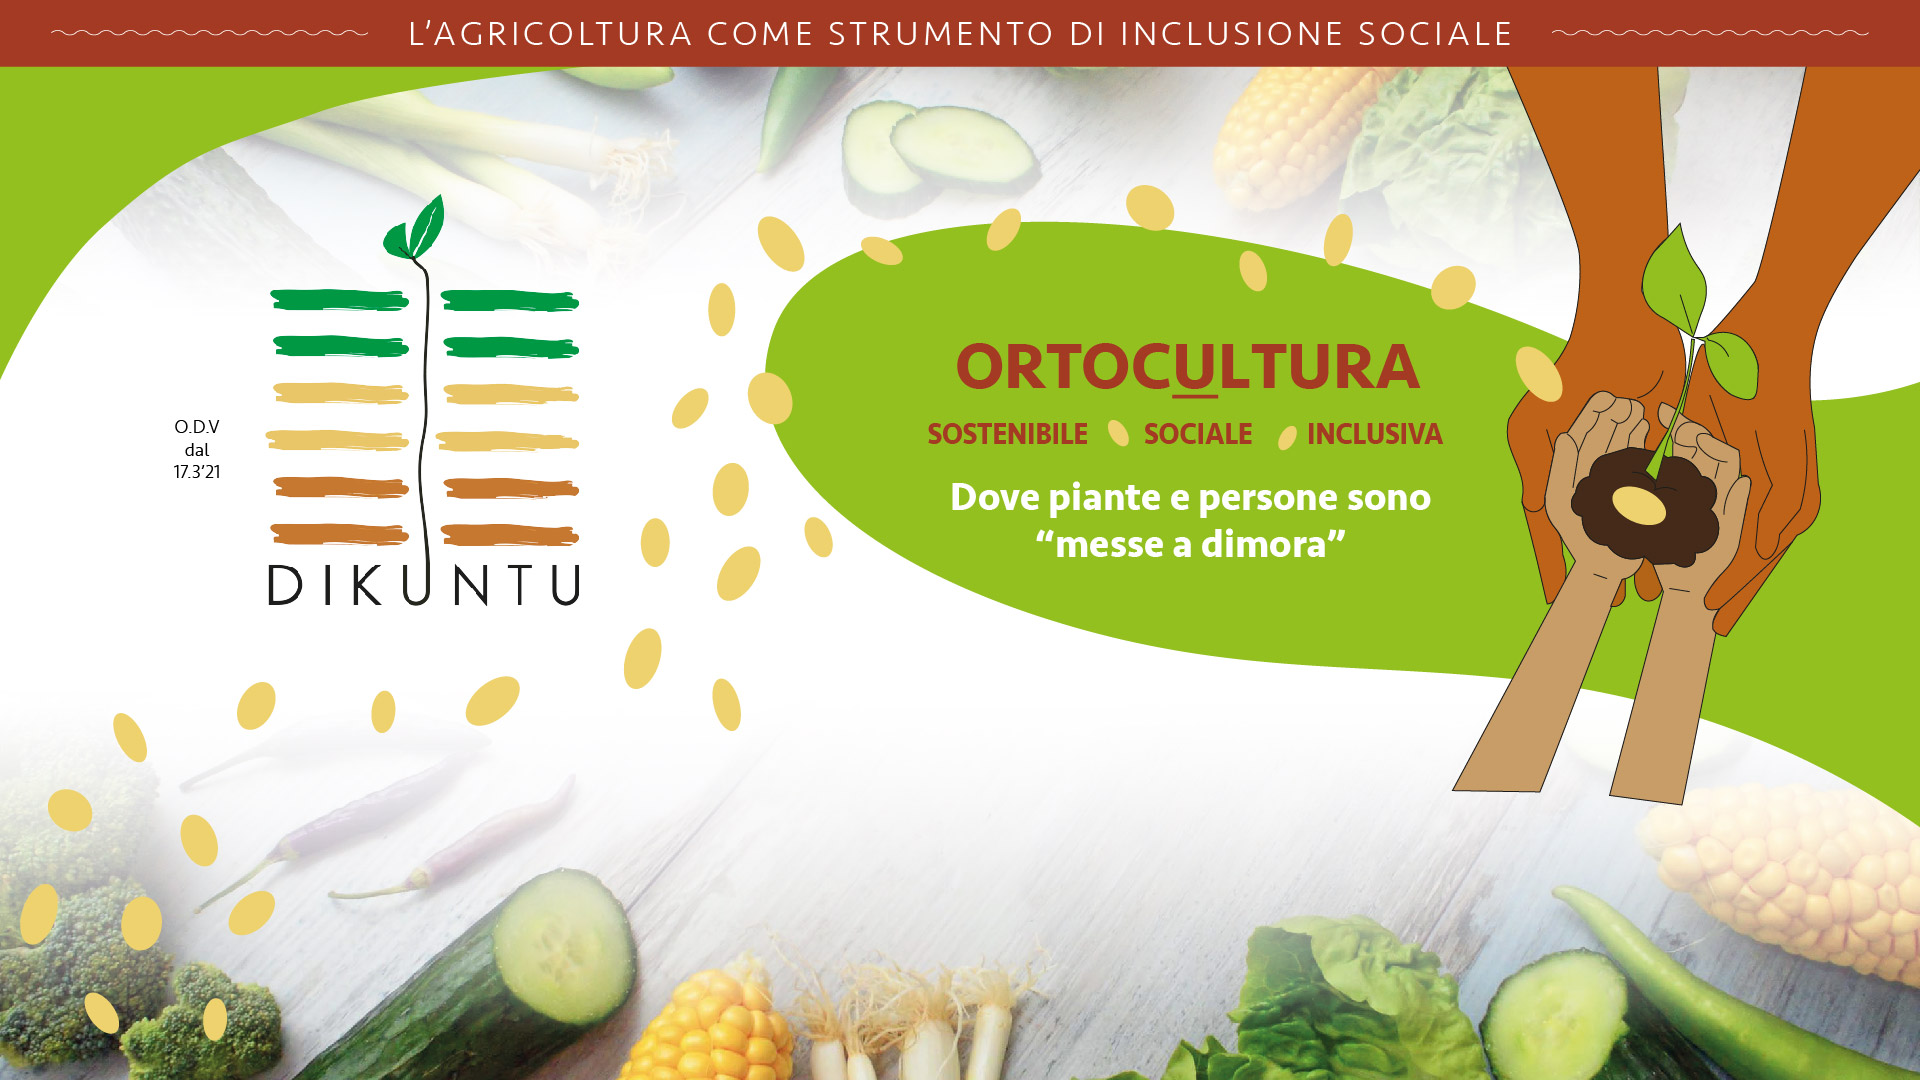 L’AGRICOLTURA COME STRUMENTO DI INCLUSIONE SOCIALE
O.D.V
dal
17.3’21
DIKUNTU
ORTOCULTURA
SOSTENIBILE SOCIALE INCLUSIVA
Dove piante e persone sono
“messe a dimora”